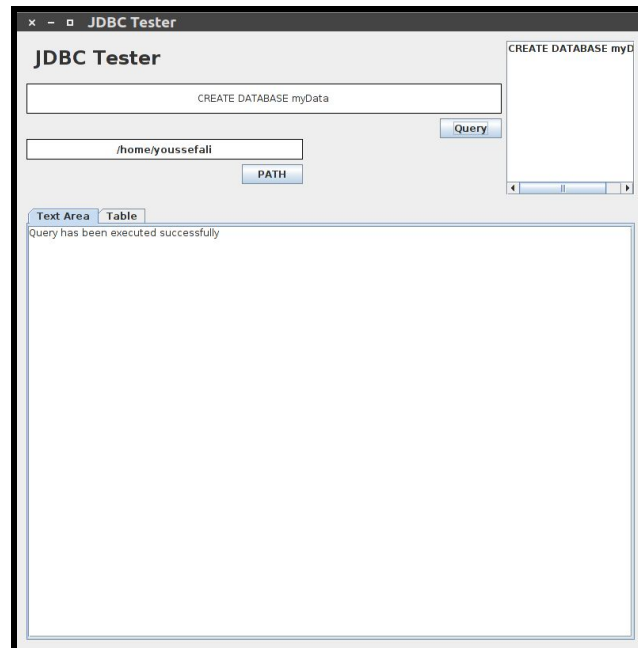 JDBC Tester
JDBC Tester
CREATE DATABASE myD
CREATE DATABASE myData
Query
/home/youssefali
PATH
Text Area
Table
Query has been executed successfully